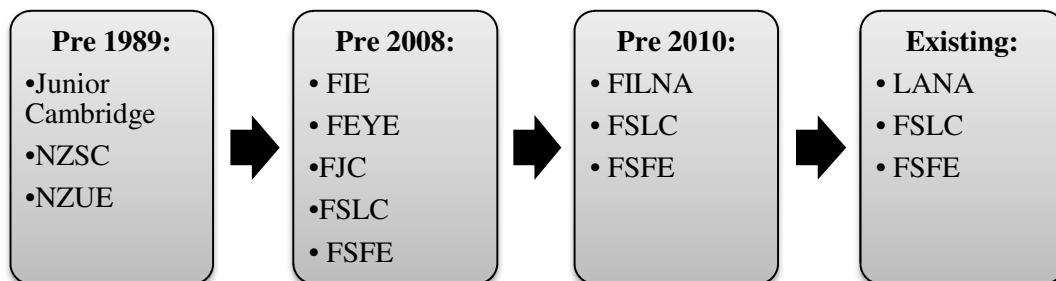 Pre 1989:
•Junior
Cambridge
•NZSC
•NZUE
Pre 2008:
• FIE
• FEYE
•FJC
•FSLC
• FSFE
Pre 2010:
• FILNA
• FSLC
• FSFE
Existing:
• LANA
• FSLC
• FSFE